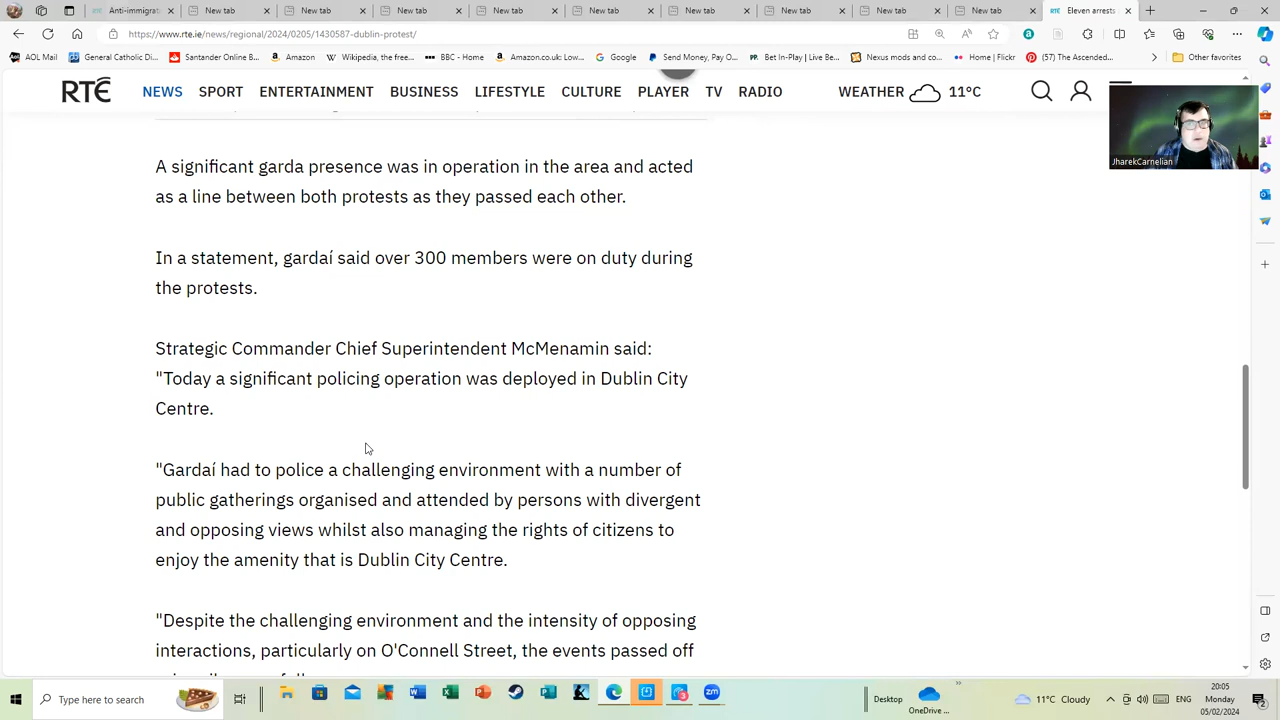 Anti-immigrat
New tab
New tab
New tab
New tab
New tab
New tab
New tab
New tab
New tab
Eleven arrests
https://www.rte.ie/news/regional/2024/0205/1430587-dublin-protest/
AOL Mail
General Catholic Di...
Santander Online B...
Amazon
BBC - Home
Amazon.co.uk: Low...
Wikipedia, the free...
Google
Send Money, Pay O...
PP. Bet In-Play | Live Be...
Nexus mods and co...
Home | Flickr
(57) The Ascended...
Other favorites
RTÉ
NEWS SPORT ENTERTAINMENT BUSINESS LIFESTYLE CULTURE PLAYER TV RADIO
WEATHER 11°C
JharekCarnelian
A significant garda presence was in operation in the area and acted
as a line between both protests as they passed each other.
In a statement, gardaí said over 300 members were on duty during
the protests.
Strategic Commander Chief Superintendent McMenamin said:
"Today a significant policing operation was deployed in Dublin City
Centre.
"Gardaí had to police a challenging environment with a number of
public gatherings organised and attended by persons with divergent
and opposing views whilst also managing the rights of citizens to
enjoy the amenity that is Dublin City Centre.
"Despite the challenging environment and the intensity of opposing
interactions, particularly on O'Connell Street, the events passed off
Type here to search
Desktop
OneDrive ...
11°C Cloudy
ENG
20:05
Monday
05/02/2024